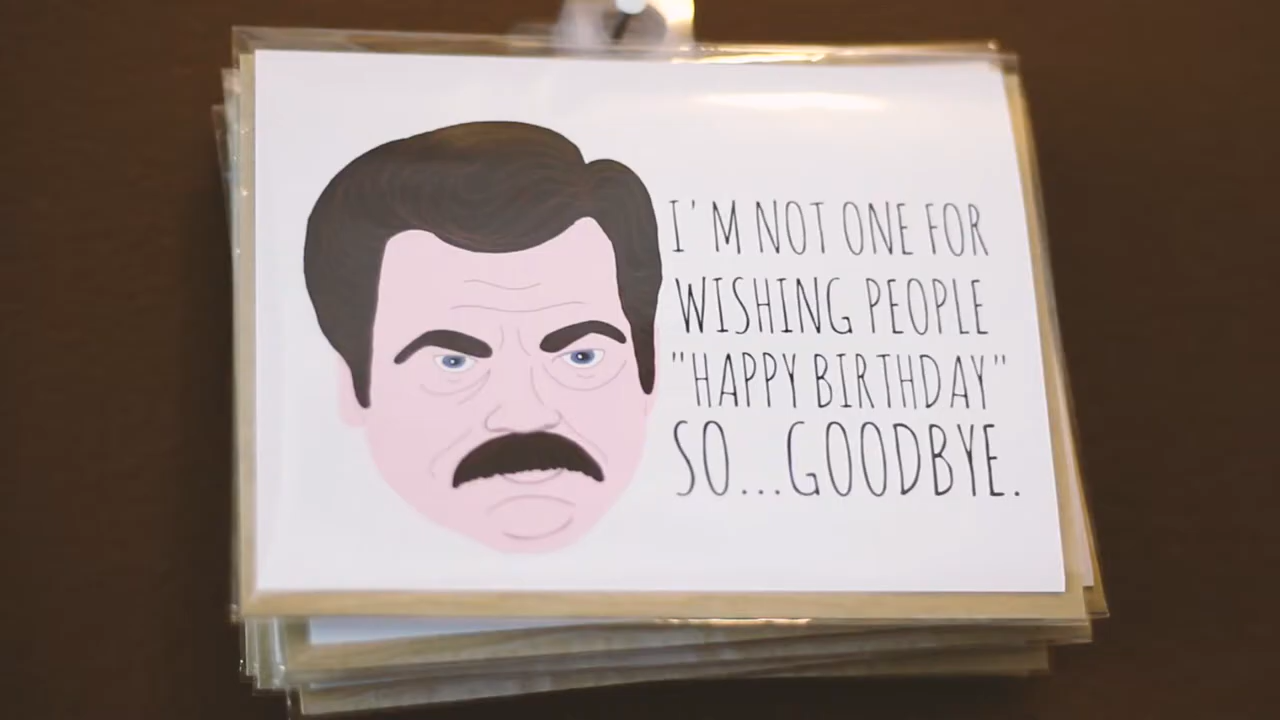 I'M NOT ONE FOR
WISHING PEOPLE
"HAPPY BIRTHDAY"
SO...GOODBYE.